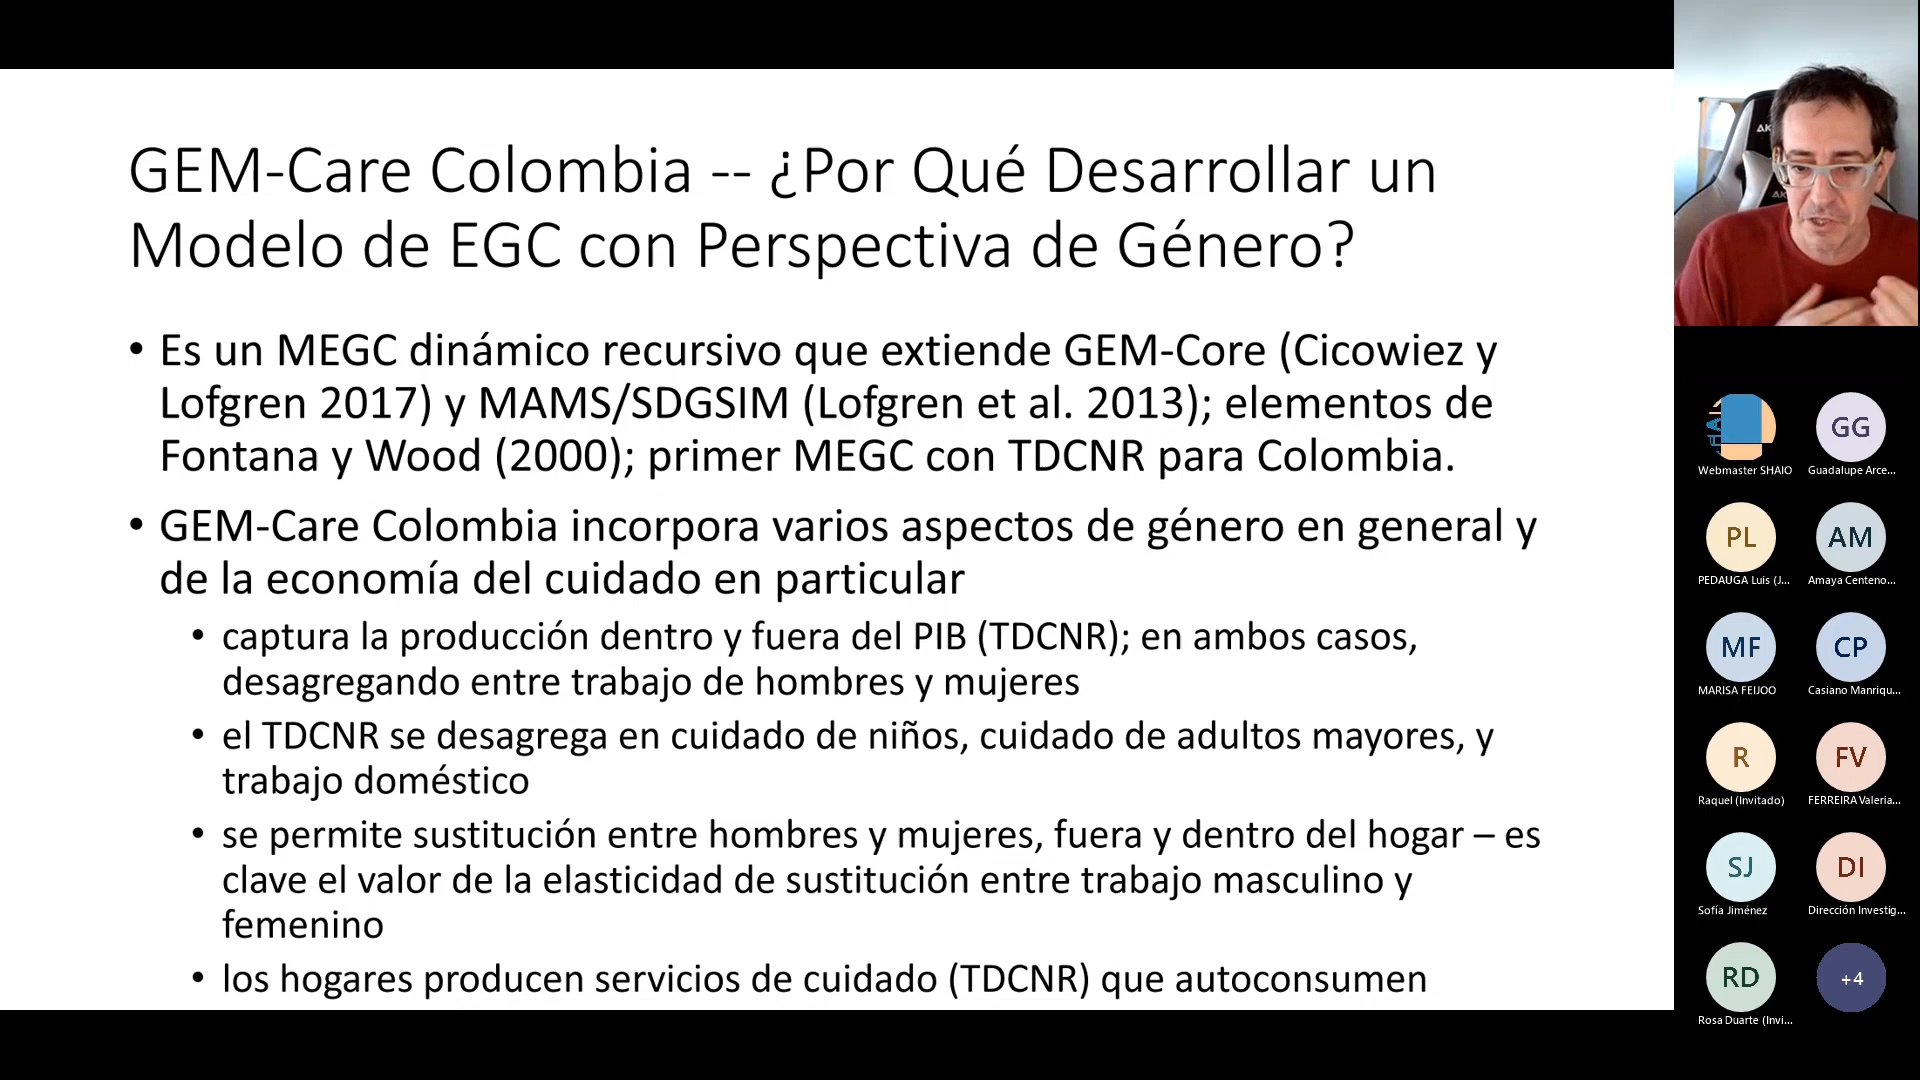 GEM-Care Colombia -- ¿Por Qué Desarrollar un
Modelo de EGC con Perspectiva de Género?
• Es un MEGC dinámico recursivo que extiende GEM-Core (Cicowiez y
Lofgren 2017) y MAMS/SDGSIM (Lofgren et al. 2013); elementos de
Fontana y Wood (2000); primer MEGC con TDCNR para Colombia.
• GEM-Care Colombia incorpora varios aspectos de género en general y
de la economía del cuidado en particular
• captura la producción dentro y fuera del PIB (TDCNR); en ambos casos,
desagregando entre trabajo de hombres y mujeres
• el TDCNR se desagrega en cuidado de niños, cuidado de adultos mayores, y
trabajo doméstico
• se permite sustitución entre hombres y mujeres, fuera y dentro del hogar – es
clave el valor de la elasticidad de sustitución entre trabajo masculino y
femenino
• los hogares producen servicios de cuidado (TDCNR) que autoconsumen
Webmaster SHAIO
GG
Guadalupe Arce...
PL
PEDAUGA Luis (J...
AM
Amaya Centeno...
MF
MARISA FEIJOO
CP
Casiano Manriqu...
R
Raquel (Invitado)
FV
FERREIRA Valeria...
SJ
Sofía Jiménez
DI
Dirección Investig...
RD
Rosa Duarte (Invi...
+4